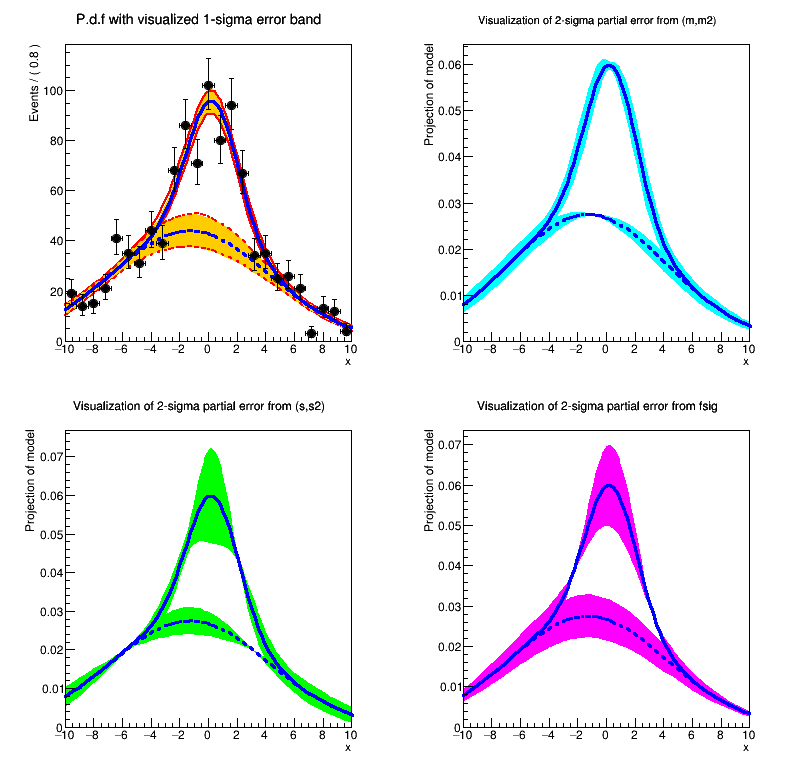 P.d.f with visualized 1-sigma error band
Events / ( 0.8 )
100
80
60
40
20
0
−10 −8 −6 −4 −2 0 2 4 6 8 10
x
Visualization of 2-sigma partial error from (m,m2)
Projection of model
0.06
0.05
0.04
0.03
0.02
0.01
0
−10 −8 −6 −4 −2 0 2 4 6 8 10
x
Visualization of 2-sigma partial error from (s,s2)
Projection of model
0.07
0.06
0.05
0.04
0.03
0.02
0.01
0
−10 −8 −6 −4 −2 0 2 4 6 8 10
x
Visualization of 2-sigma partial error from fsig
Projection of model
0.07
0.06
0.05
0.04
0.03
0.02
0.01
0
−10 −8 −6 −4 −2 0 2 4 6 8 10
x